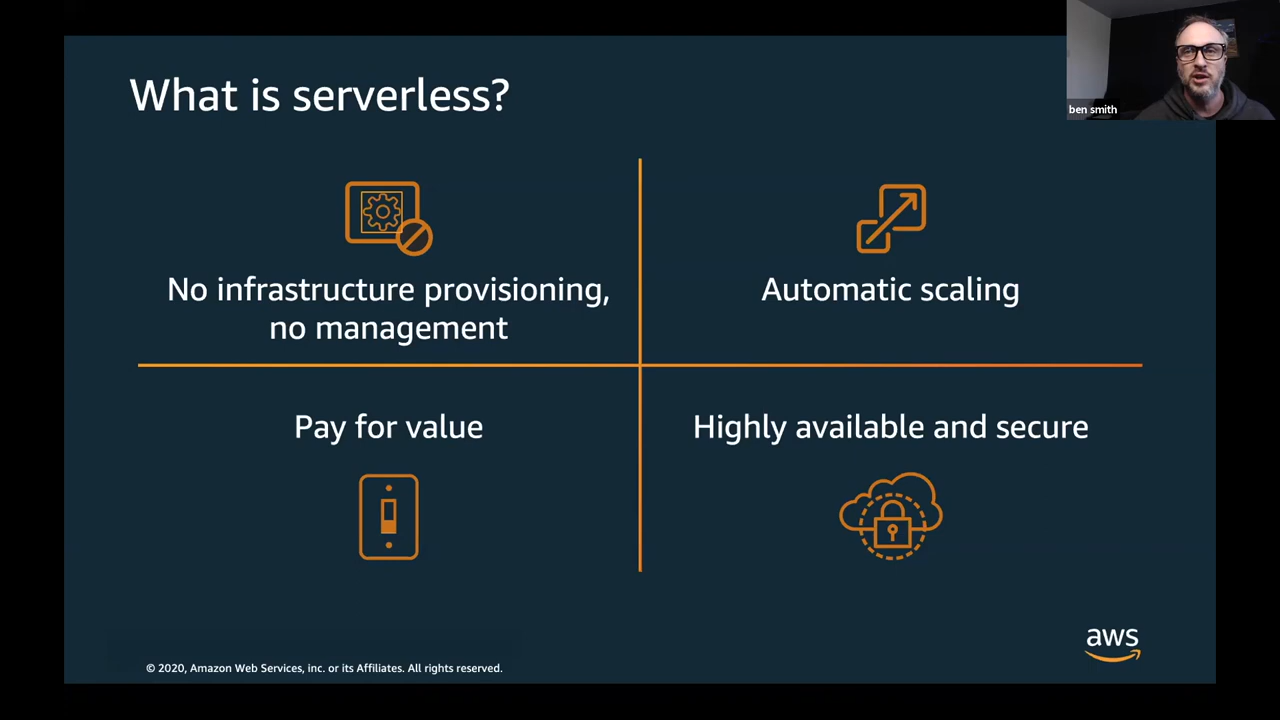 What is serverless?
ben smith
No infrastructure provisioning,
no management
Automatic scaling
Pay for value
Highly available and secure
aws
© 2020, Amazon Web Services, inc. or its Affiliates. All rights reserved.